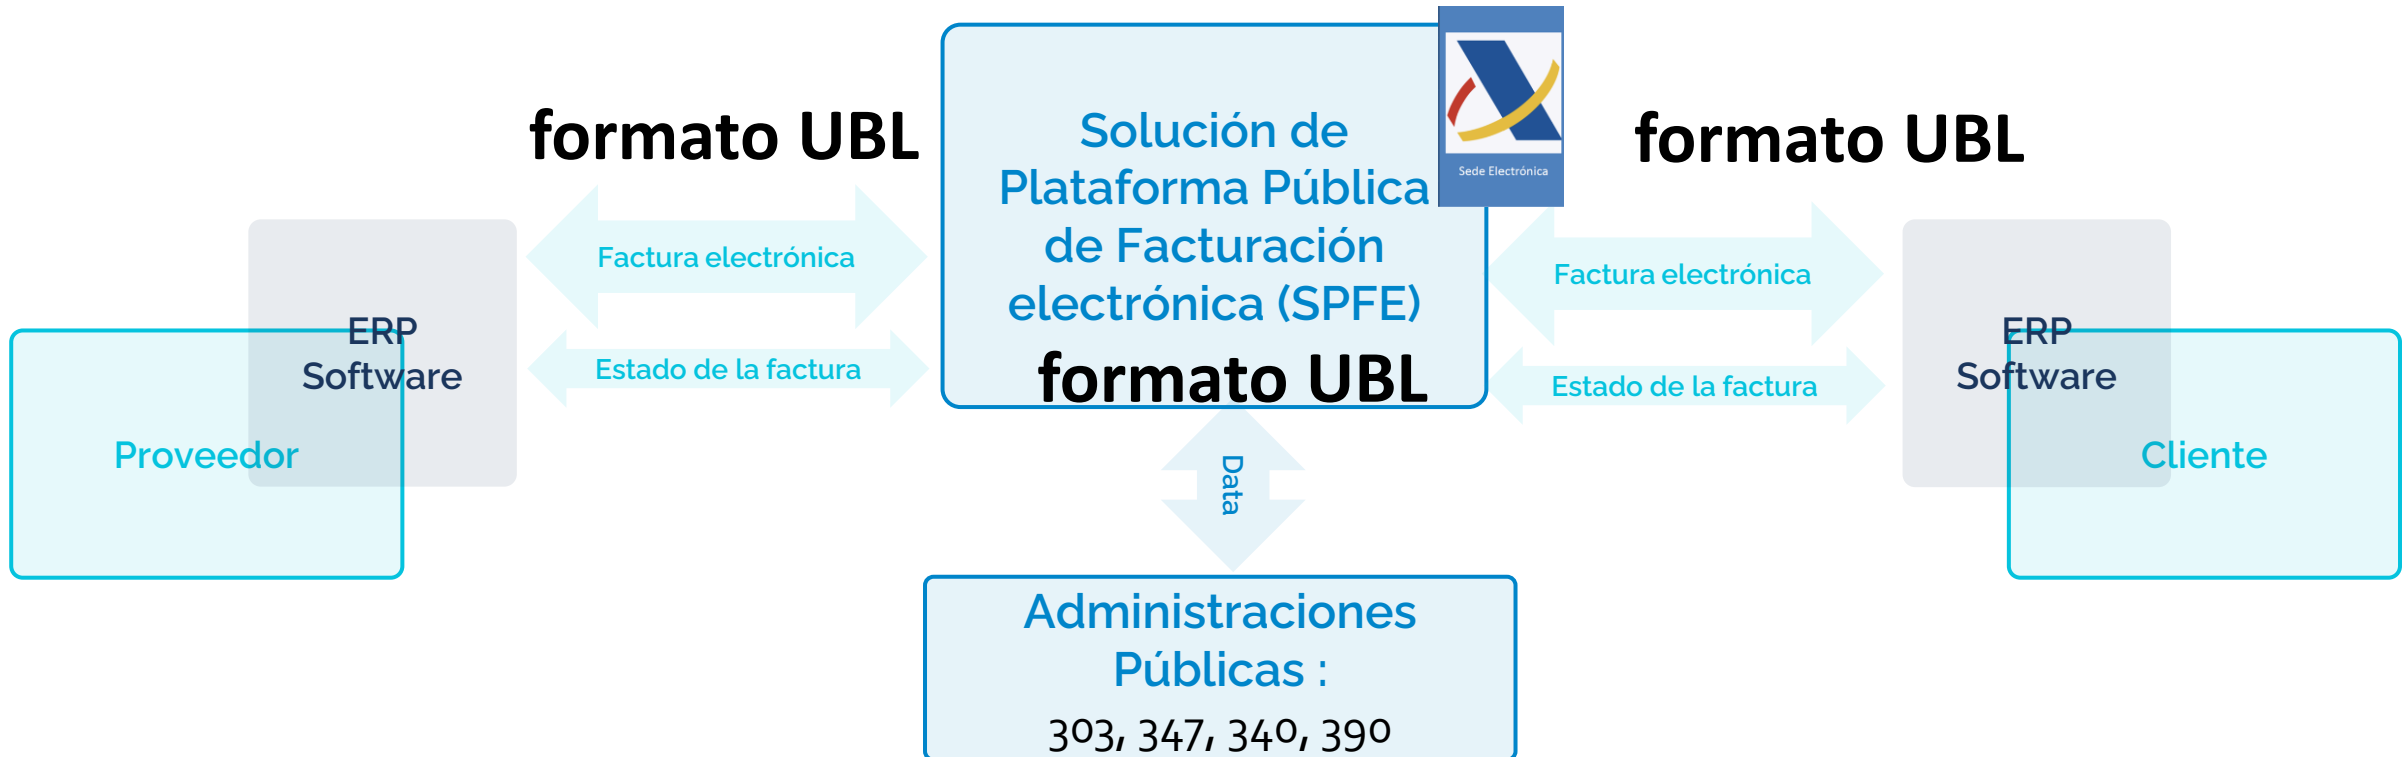 formato UBL
Factura electrónica
Estado de la factura
ERP
Software
Proveedor
Solución de
Plataforma Pública
de Facturación
electrónica (SPFE)
formato UBL
Sede Electrónica
formato UBL
Factura electrónica
Estado de la factura
ERP
Software
Cliente
Data
Administraciones
Públicas :
303, 347, 340, 390